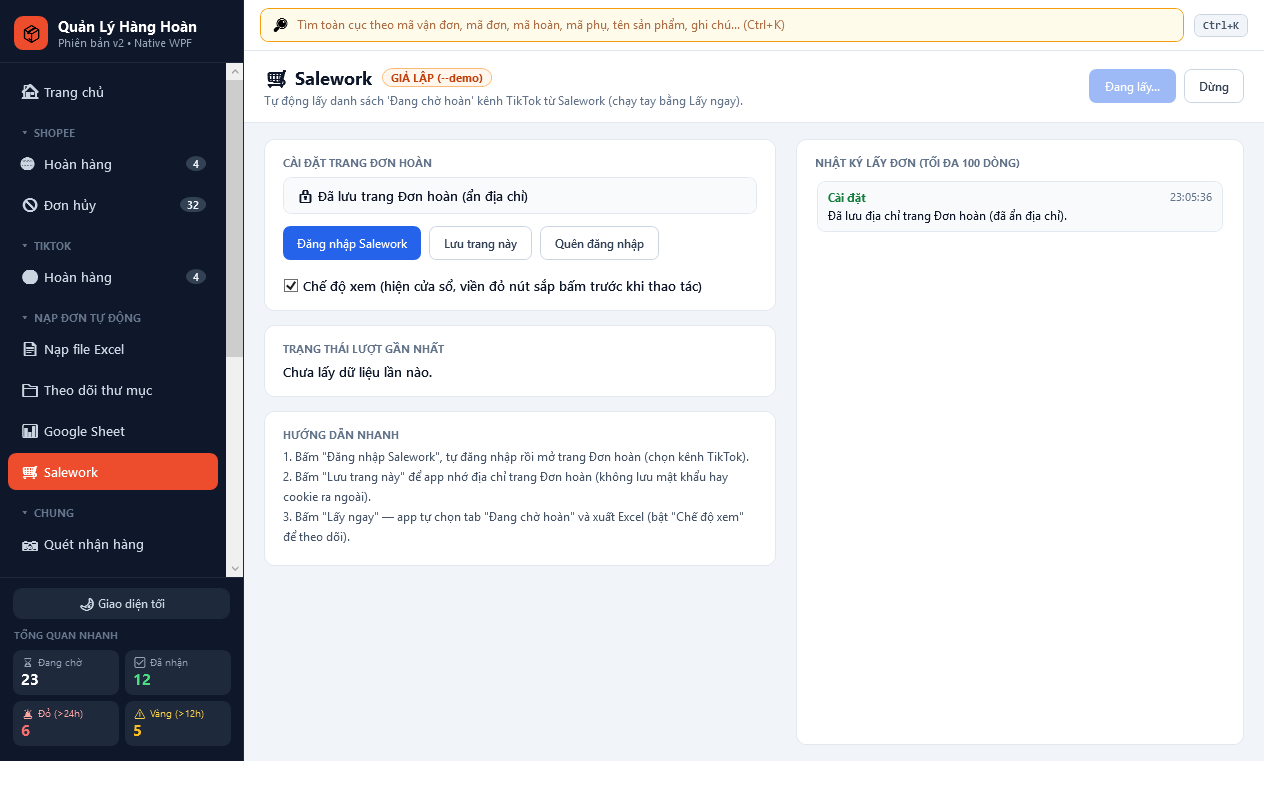 Quản Lý Hàng Hoàn
Phiên bản v2 • Native WPF
Trang chủ
SHOPEE
Hoàn hàng 4
Đơn hủy 32
TIKTOK
Hoàn hàng 4
NẠP ĐƠN TỰ ĐỘNG
Nạp file Excel
Theo dõi thư mục
Google Sheet
Salework
CHUNG
Quét nhận hàng
Giao diện tối
TỔNG QUAN NHANH
Đang chờ
23
Đã nhận
12
Đỏ (>24h)
6
Vàng (>12h)
5
Tìm toàn cục theo mã vận đơn, mã đơn, mã hoàn, mã phụ, tên sản phẩm, ghi chú... (Ctrl+K)
Ctrl+K
Salework GIẢ LẬP (--demo)
Tự động lấy danh sách 'Đang chờ hoàn' kênh TikTok từ Salework (chạy tay bằng Lấy ngay).
Đang lấy...
Dừng
CÀI ĐẶT TRANG ĐƠN HOÀN
Đã lưu trang Đơn hoàn (ẩn địa chỉ)
Đăng nhập Salework
Lưu trang này
Quên đăng nhập
Chế độ xem (hiện cửa sổ, viền đỏ nút sắp bấm trước khi thao tác)
TRẠNG THÁI LƯỢT GẦN NHẤT
Chưa lấy dữ liệu lần nào.
HƯỚNG DẪN NHANH
1. Bấm "Đăng nhập Salework", tự đăng nhập rồi mở trang Đơn hoàn (chọn kênh TikTok).
2. Bấm "Lưu trang này" để app nhớ địa chỉ trang Đơn hoàn (không lưu mật khẩu hay
cookie ra ngoài).
3. Bấm "Lấy ngay" — app tự chọn tab "Đang chờ hoàn" và xuất Excel (bật "Chế độ xem"
để theo dõi).
NHẬT KÝ LẤY ĐƠN (TỐI ĐA 100 DÒNG)
Cài đặt 23:05:36
Đã lưu địa chỉ trang Đơn hoàn (đã ẩn địa chỉ).